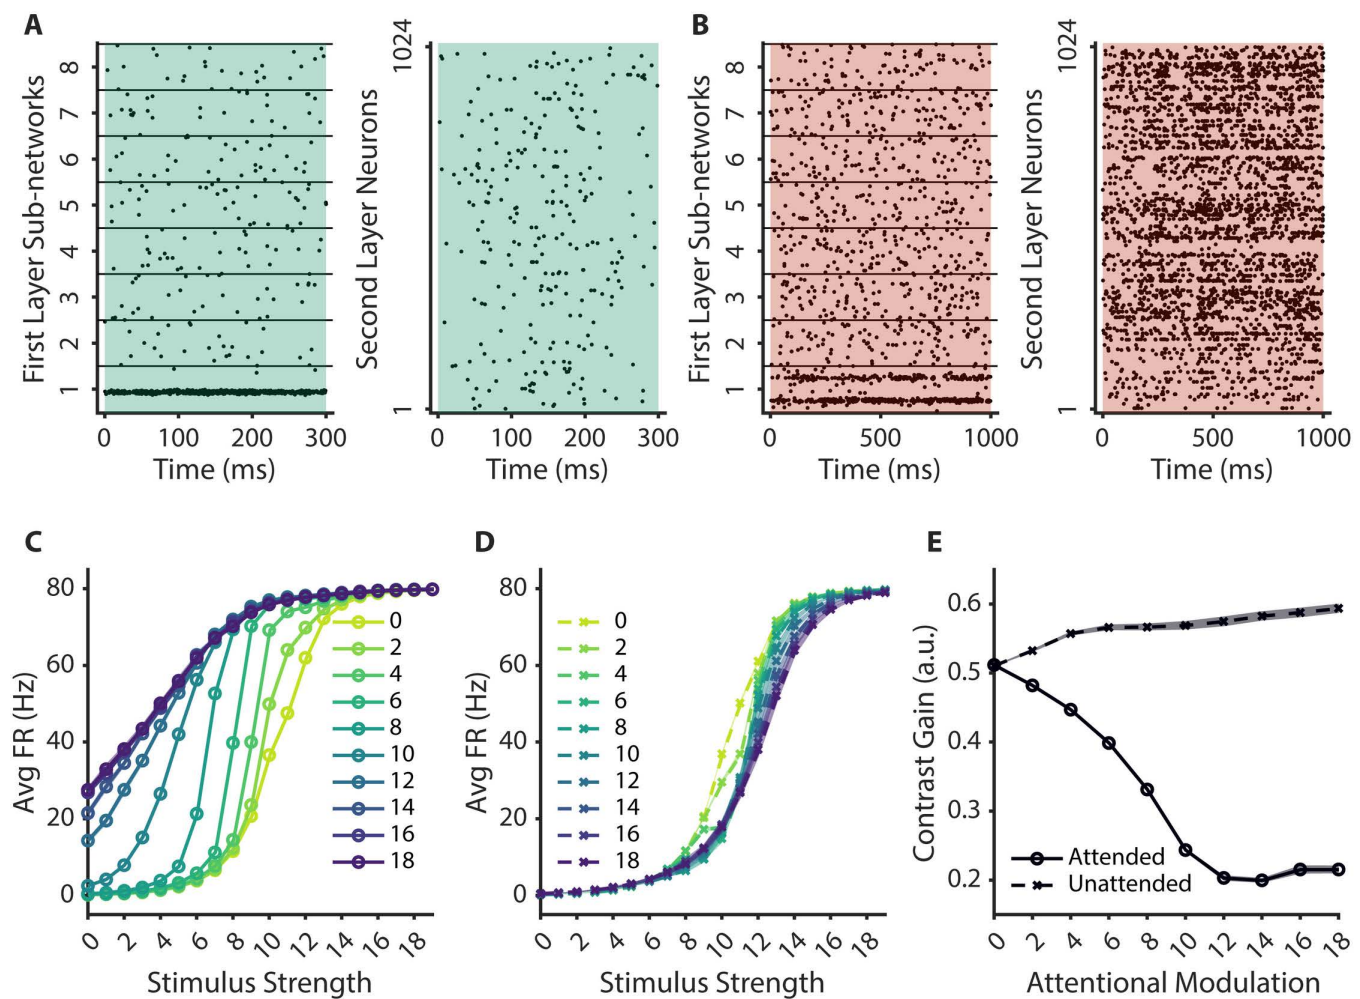 A
First Layer Sub-networks
8
7
6
5
4
3
2
1
0 100 200 300
Time (ms)
Second Layer Neurons
1024
1
0 100 200 300
Time (ms)
B
First Layer Sub-networks
8
7
6
5
4
3
2
1
0 500 1000
Time (ms)
Second Layer Neurons
1024
1
0 500 1000
Time (ms)
C
Avg FR (Hz)
80
60
40
20
0
0
2
4
6
8
10
12
14
16
18
0 2 4 6 8 10 12 14 16 18
Stimulus Strength
D
Avg FR (Hz)
80
60
40
20
0
0
2
4
6
8
10
12
14
16
18
0 2 4 6 8 10 12 14 16 18
Stimulus Strength
E
Contrast Gain (a.u.)
0.6
0.5
0.4
0.3
0.2
Attended
Unattended
0 2 4 6 8 10 12 14 16 18
Attentional Modulation